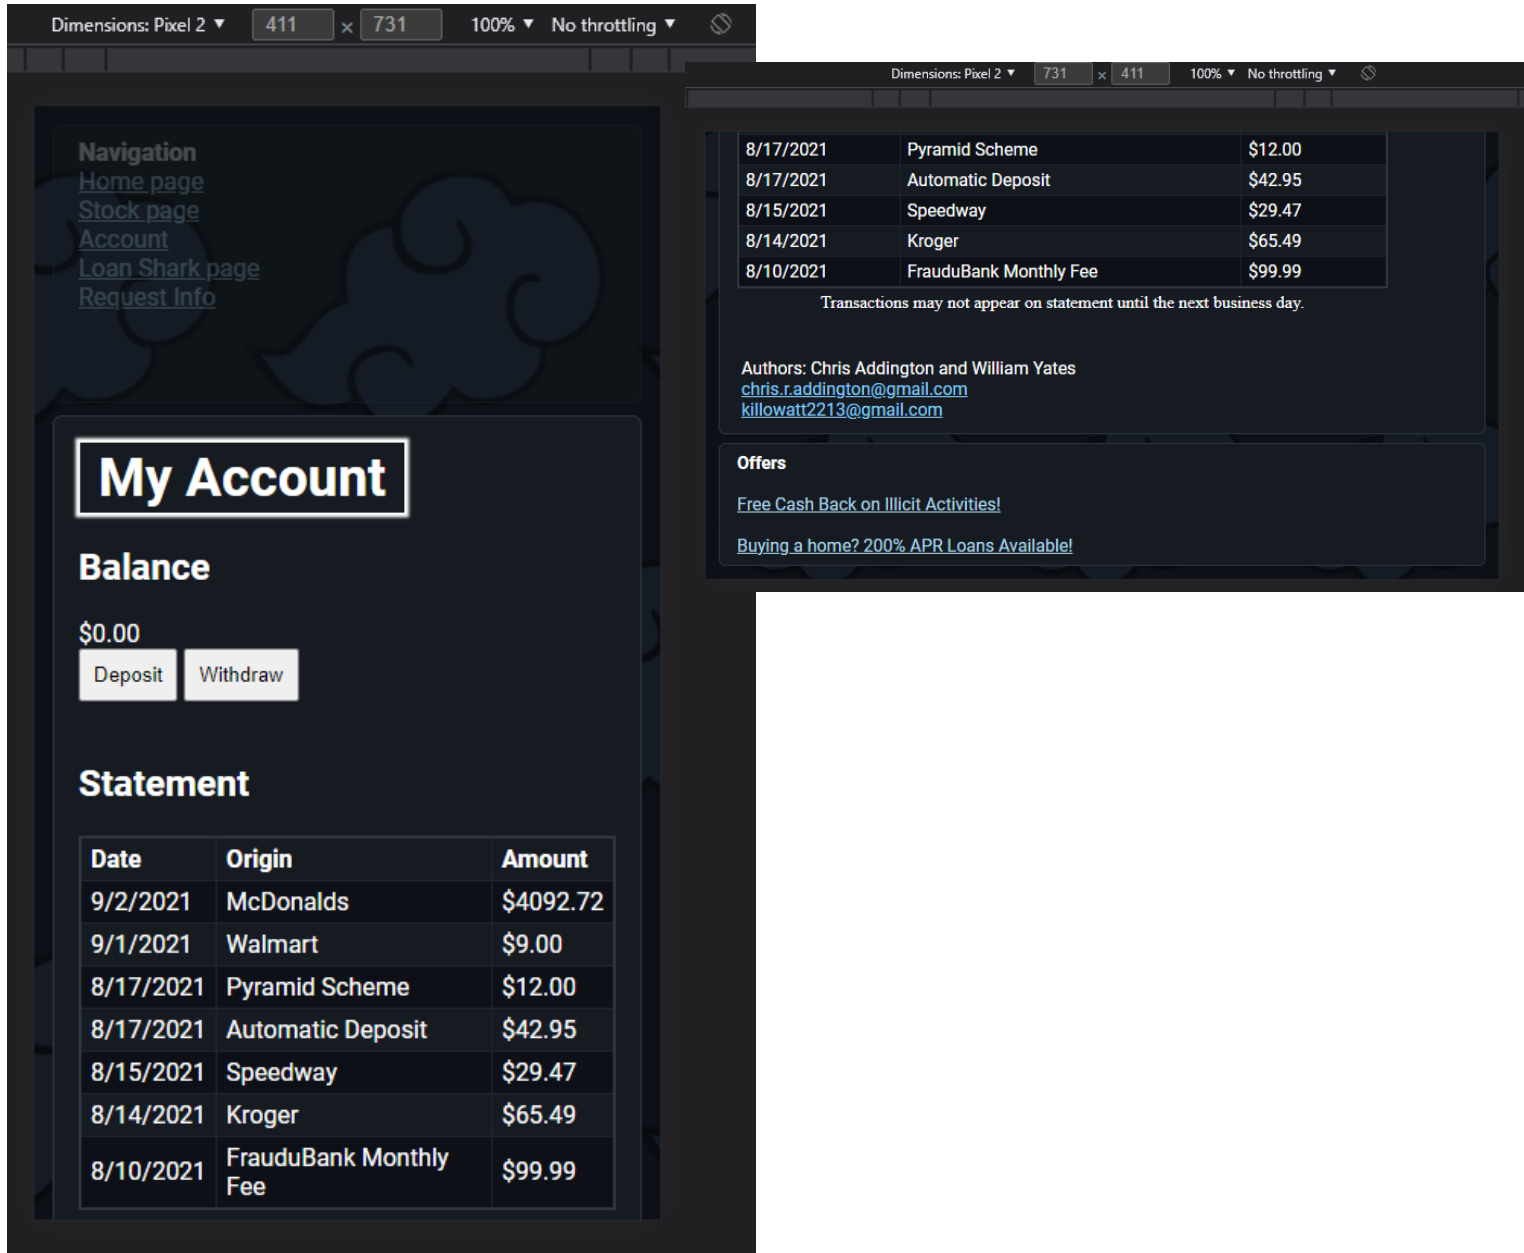 Dimensions: Pixel 2 ▼ 411 × 731 100% ▼ No throttling ▼
Navigation
Home page
Stock page
Account
Loan Shark page
Request Info
My Account
Balance
$0.00
Deposit Withdraw
Statement
Date Origin Amount
9/2/2021 McDonalds $4092.72
9/1/2021 Walmart $9.00
8/17/2021 Pyramid Scheme $12.00
8/17/2021 Automatic Deposit $42.95
8/15/2021 Speedway $29.47
8/14/2021 Kroger $65.49
8/10/2021 FrauduBank Monthly
Fee $99.99
Dimensions: Pixel 2 ▼ 731 × 411 100% ▼ No throttling ▼
8/17/2021 Pyramid Scheme $12.00
8/17/2021 Automatic Deposit $42.95
8/15/2021 Speedway $29.47
8/14/2021 Kroger $65.49
8/10/2021 FrauduBank Monthly Fee $99.99
Transactions may not appear on statement until the next business day.
Authors: Chris Addington and William Yates
chris.r.addington@gmail.com
killowatt2213@gmail.com
Offers
Free Cash Back on Illicit Activities!
Buying a home? 200% APR Loans Available!